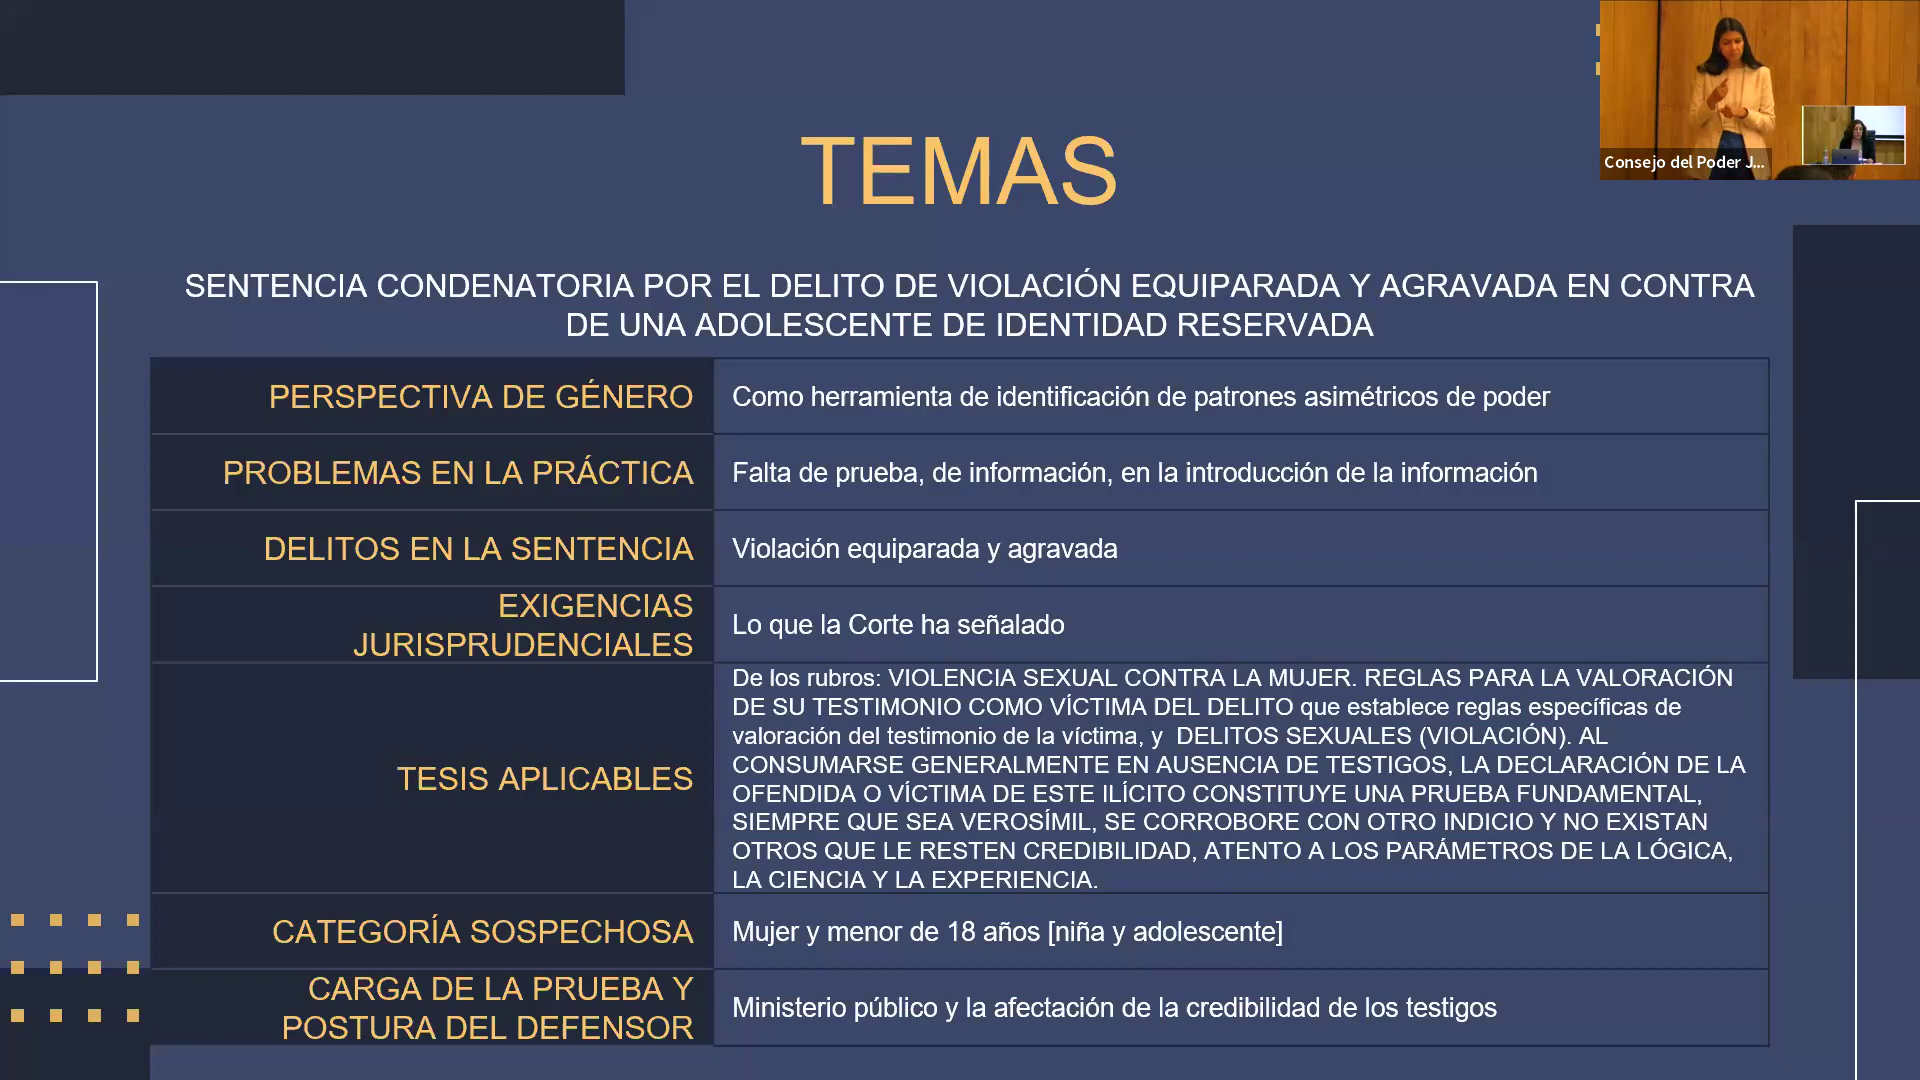 TEMAS
Consejo del Poder J...
SENTENCIA CONDENATORIA POR EL DELITO DE VIOLACIÓN EQUIPARADA Y AGRAVADA EN CONTRA
DE UNA ADOLESCENTE DE IDENTIDAD RESERVADA
PERSPECTIVA DE GÉNERO
Como herramienta de identificación de patrones asimétricos de poder
PROBLEMAS EN LA PRÁCTICA
Falta de prueba, de información, en la introducción de la información
DELITOS EN LA SENTENCIA
Violación equiparada y agravada
EXIGENCIAS
JURISPRUDENCIALES
Lo que la Corte ha señalado
TESIS APLICABLES
De los rubros: VIOLENCIA SEXUAL CONTRA LA MUJER. REGLAS PARA LA VALORACIÓN
DE SU TESTIMONIO COMO VÍCTIMA DEL DELITO que establece reglas específicas de
valoración del testimonio de la víctima, y DELITOS SEXUALES (VIOLACIÓN). AL
CONSUMARSE GENERALMENTE EN AUSENCIA DE TESTIGOS, LA DECLARACIÓN DE LA
OFENDIDA O VÍCTIMA DE ESTE ILÍCITO CONSTITUYE UNA PRUEBA FUNDAMENTAL,
SIEMPRE QUE SEA VEROSÍMIL, SE CORROBORE CON OTRO INDICIO Y NO EXISTAN
OTROS QUE LE RESTEN CREDIBILIDAD, ATENTO A LOS PARÁMETROS DE LA LÓGICA,
LA CIENCIA Y LA EXPERIENCIA.
CATEGORÍA SOSPECHOSA
Mujer y menor de 18 años [niña y adolescente]
CARGA DE LA PRUEBA Y
POSTURA DEL DEFENSOR
Ministerio público y la afectación de la credibilidad de los testigos